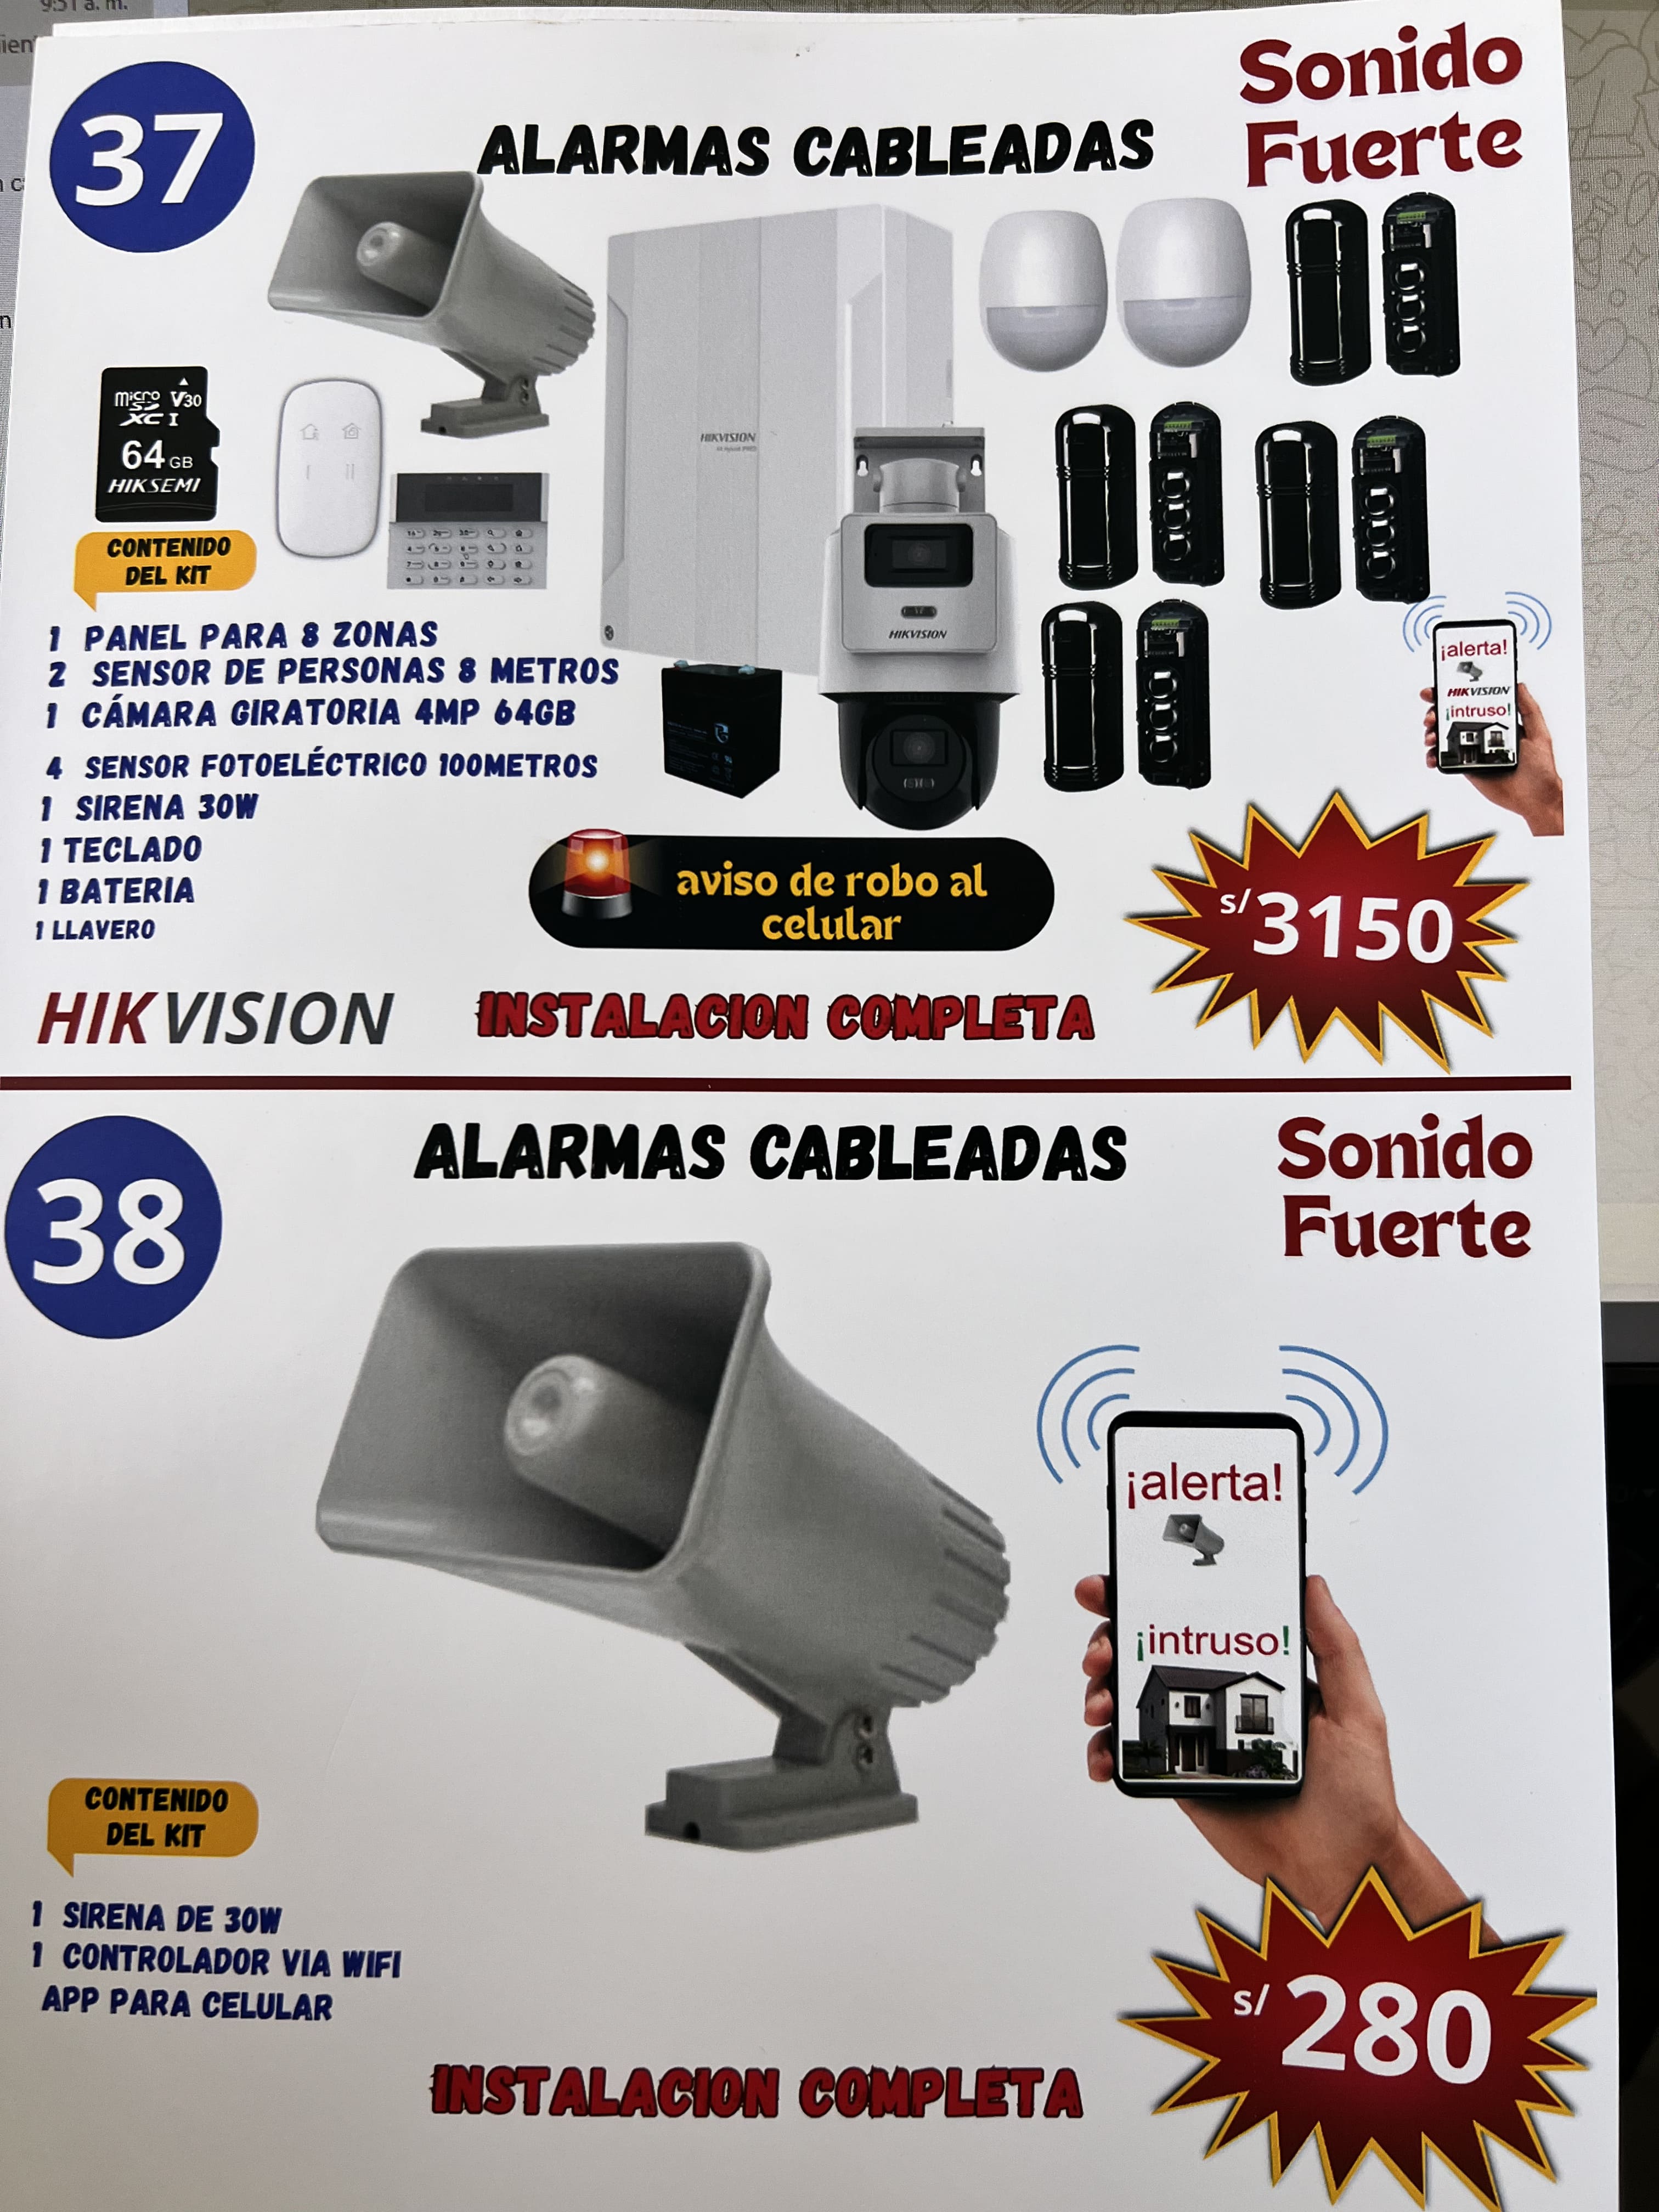 9:51 a. m.
37
ALARMAS CABLEADAS
Sonido
Fuerte
micro
SD
XC I
V30
64 GB
HIKSEMI
HIKVISION
HIKVISION
CONTENIDO
DEL KIT
1 PANEL PARA 8 ZONAS
2 SENSOR DE PERSONAS 8 METROS
1 CÁMARA GIRATORIA 4MP 64GB
4 SENSOR FOTOELÉCTRICO 100METROS
1 SIRENA 30W
1 TECLADO
1 BATERIA
1 LLAVERO
¡alerta!
HIKVISION
¡intruso!
aviso de robo al
celular
s/3150
HIKVISION
INSTALACION COMPLETA
38
ALARMAS CABLEADAS
Sonido
Fuerte
¡alerta!
¡intruso!
CONTENIDO
DEL KIT
1 SIRENA DE 30W
1 CONTROLADOR VIA WIFI
APP PARA CELULAR
s/280
INSTALACION COMPLETA